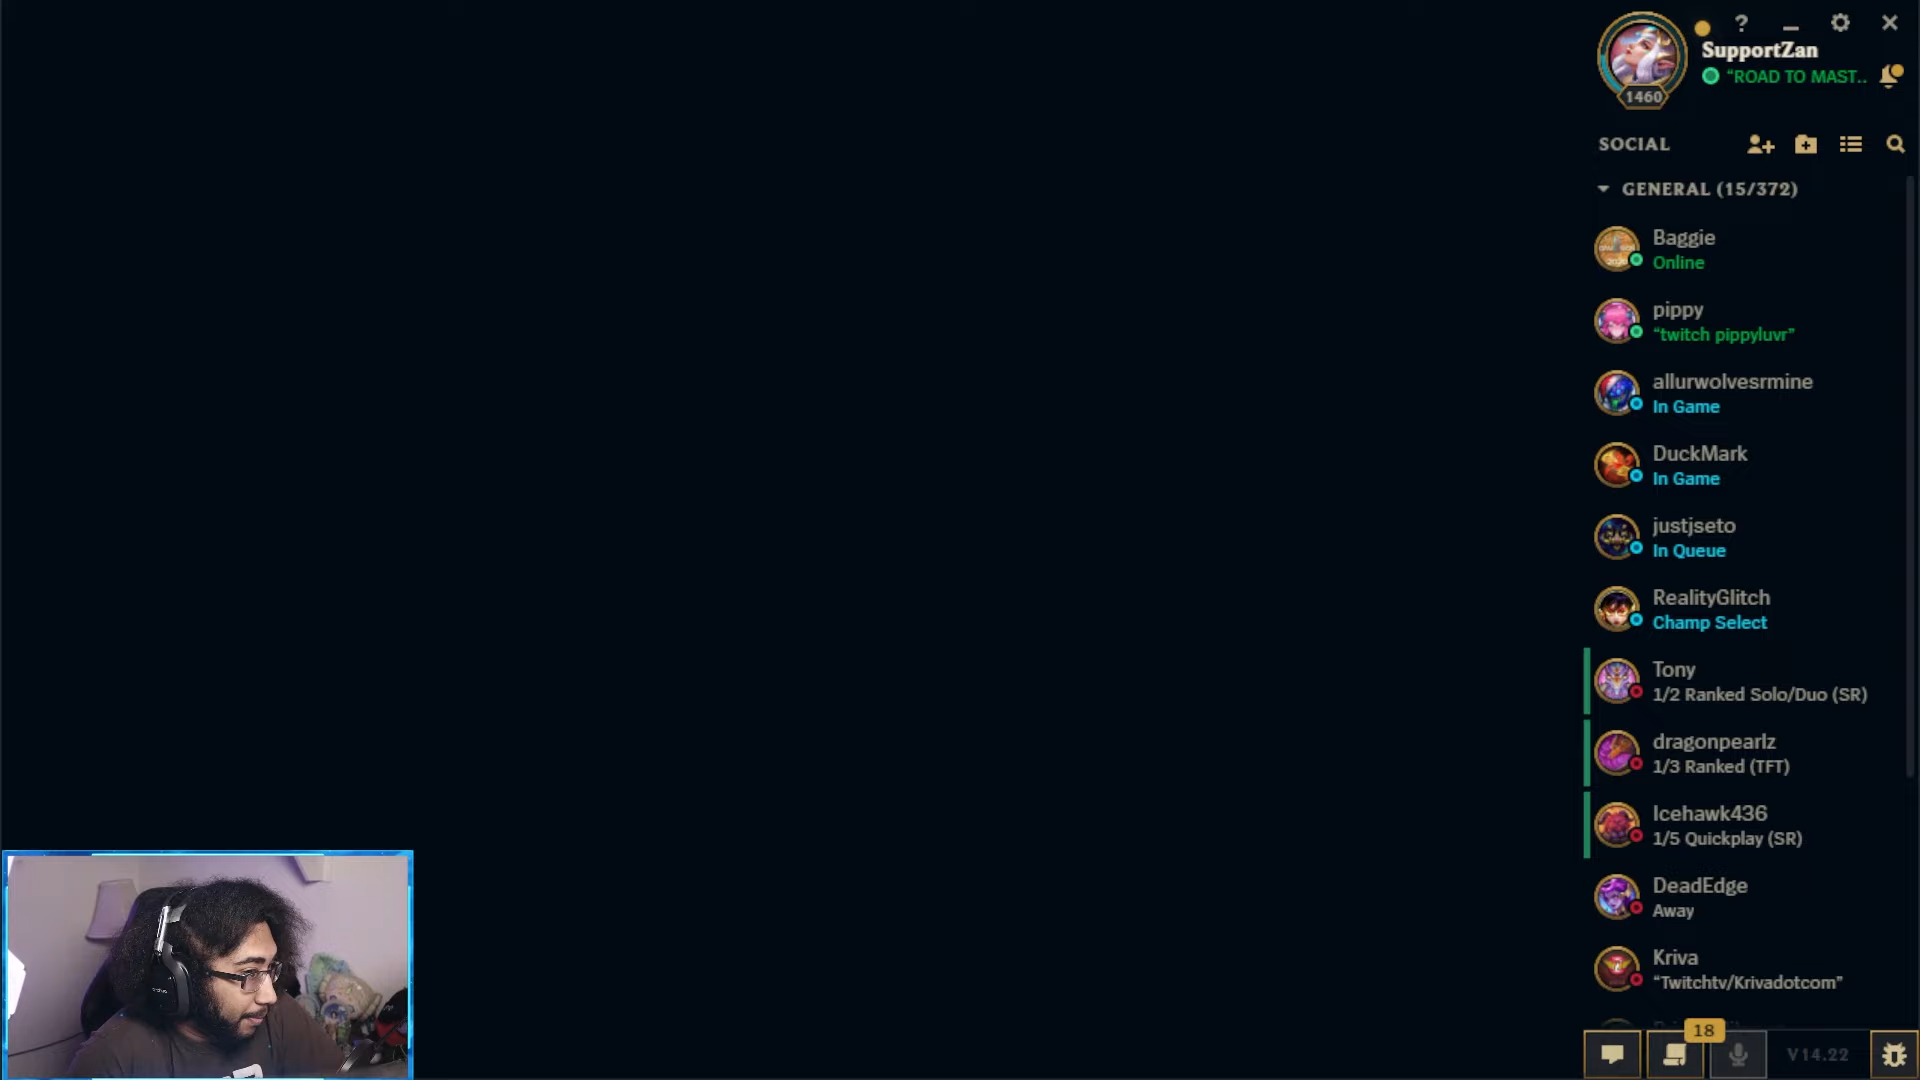 ?
SupportZan
“ROAD TO MAST..
1460
SOCIAL
GENERAL (15/372)
Baggie
Online
pippy
“twitch pippyluvr”
allurwolvesrmine
In Game
DuckMark
In Game
justjseto
In Queue
RealityGlitch
Champ Select
Tony
1/2 Ranked Solo/Duo (SR)
dragonpearlz
1/3 Ranked (TFT)
Icehawk436
1/5 Quickplay (SR)
DeadEdge
Away
Kriva
“Twitchtv/Krivadotcom”
18
V14.22